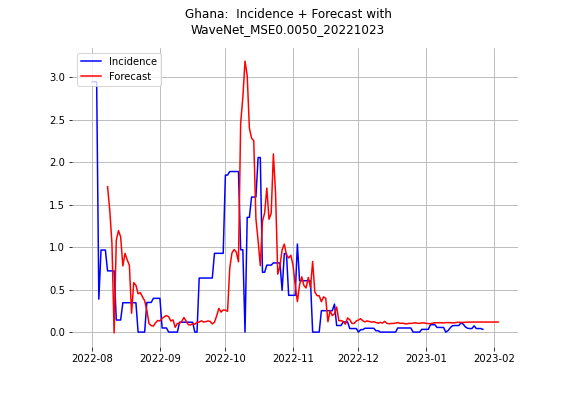 Ghana:  Incidence + Forecast with
WaveNet_MSE0.0050_20221023
Incidence
Forecast
3.0
2.5
2.0
1.5
1.0
0.5
0.0
2022-08 2022-09 2022-10 2022-11 2022-12 2023-01 2023-02